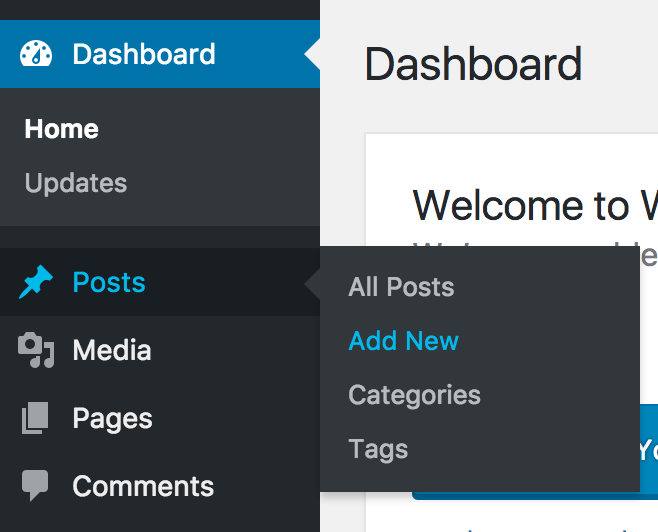 Dashboard
Home
Updates
Posts
Media
Pages
Comments
All Posts
Add New
Categories
Tags
Dashboard
Welcome to W